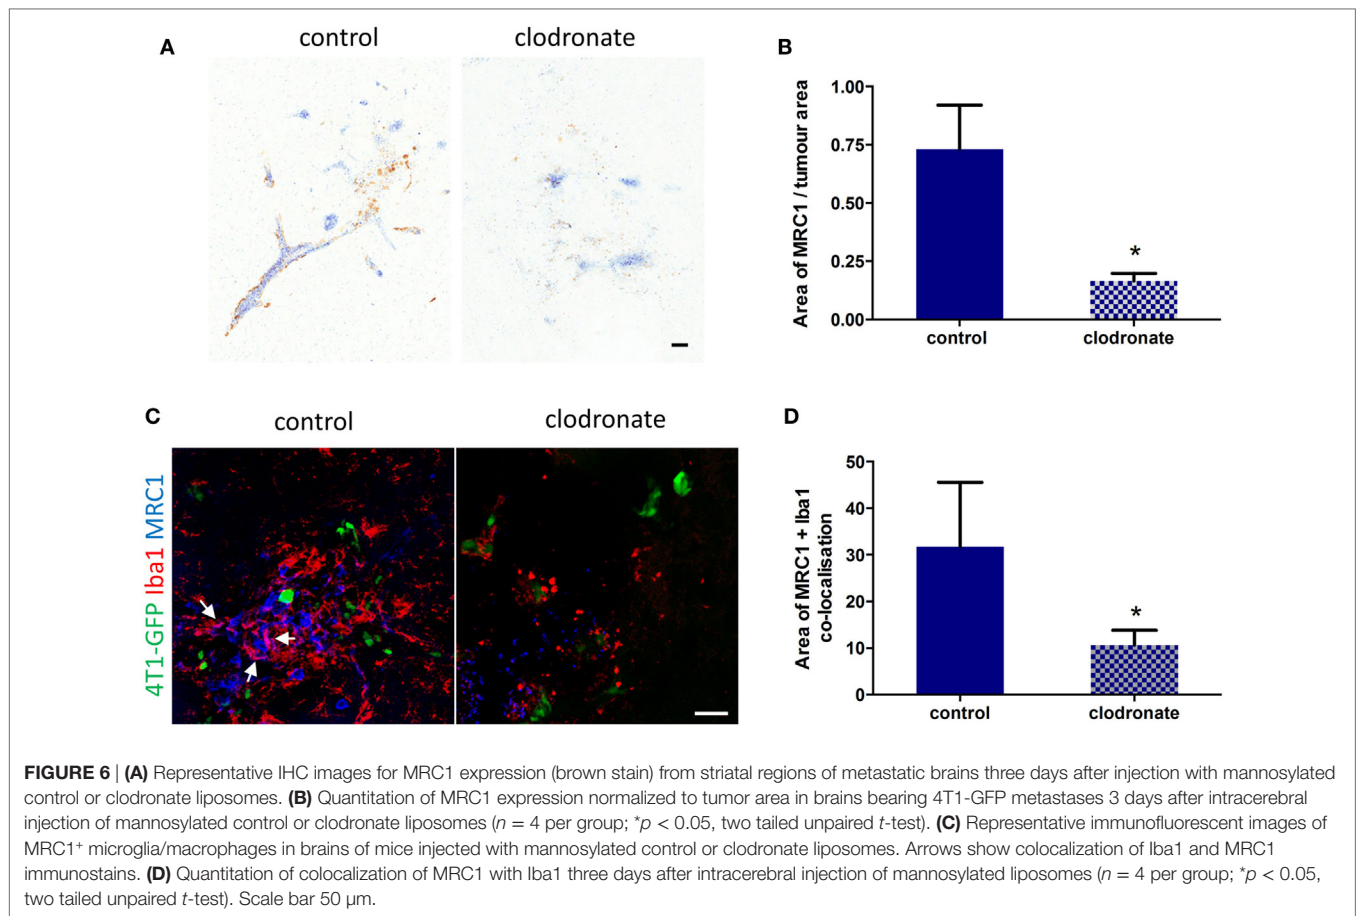 A
control
clodronate
B
Area of MRC1 / tumour area
1.00
0.75
0.50
0.25
0.00
*
control
clodronate
C
control
clodronate
4T1-GFP Iba1 MRC1
D
Area of MRC1 + Iba1
co-localisation
50
40
30
20
10
0
*
control
clodronate
FIGURE 6 | (A) Representative IHC images for MRC1 expression (brown stain) from striatal regions of metastatic brains three days after injection with mannosylated
control or clodronate liposomes. (B) Quantitation of MRC1 expression normalized to tumor area in brains bearing 4T1-GFP metastases 3 days after intracerebral
injection of mannosylated control or clodronate liposomes (n = 4 per group; *p < 0.05, two tailed unpaired t-test). (C) Representative immunofluorescent images of
MRC1⁺ microglia/macrophages in brains of mice injected with mannosylated control or clodronate liposomes. Arrows show colocalization of Iba1 and MRC1
immunostains. (D) Quantitation of colocalization of MRC1 with Iba1 three days after intracerebral injection of mannosylated liposomes (n = 4 per group; *p < 0.05,
two tailed unpaired t-test). Scale bar 50 μm.